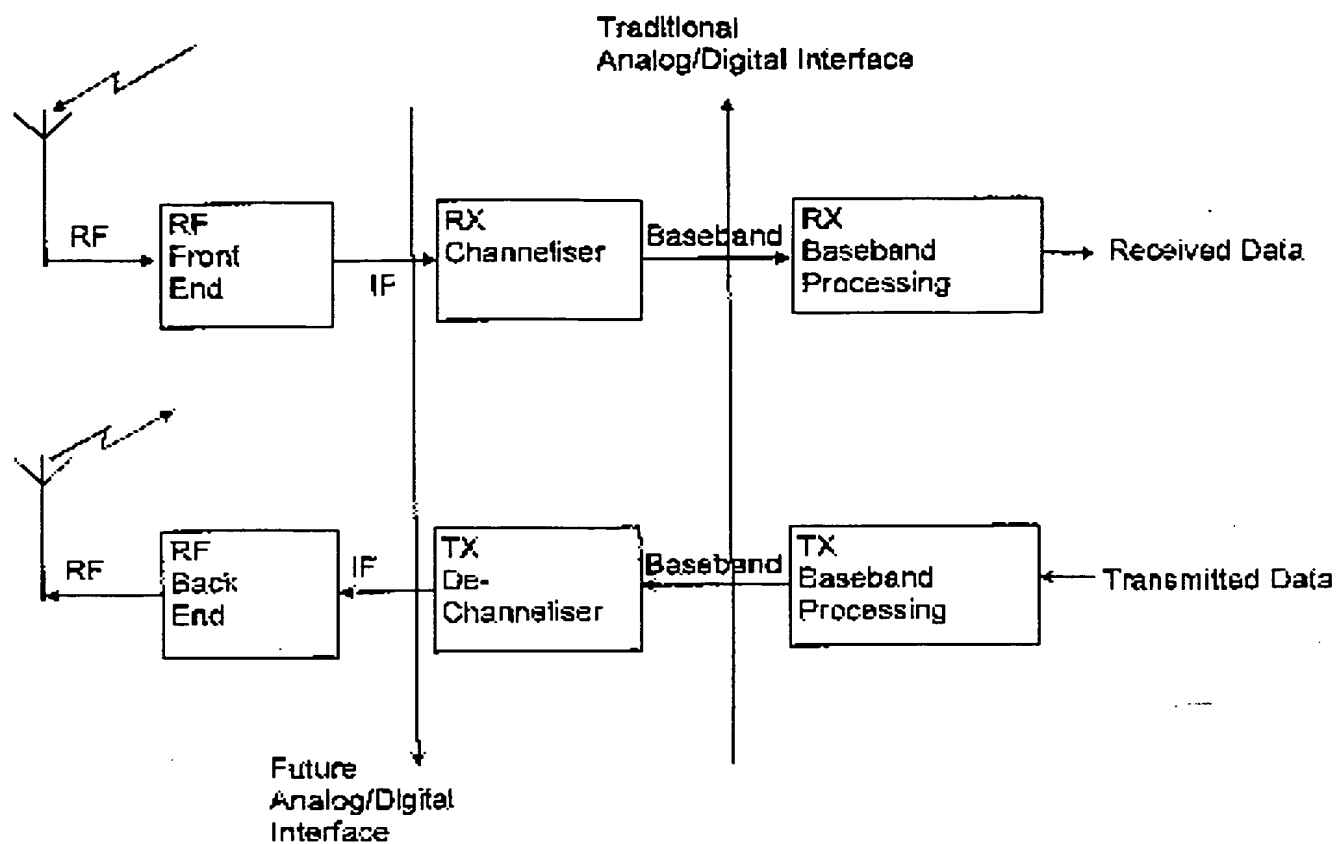 Traditional
Analog/Digital Interface
RF
RF
Front
End
IF
RX
Channeliser
Baseband
RX
Baseband
Processing
Received Data
RF
RF
Back
End
IF
TX
De-
Channeliser
Baseband
TX
Baseband
Processing
Transmitted Data
Future
Analog/Digital
Interface